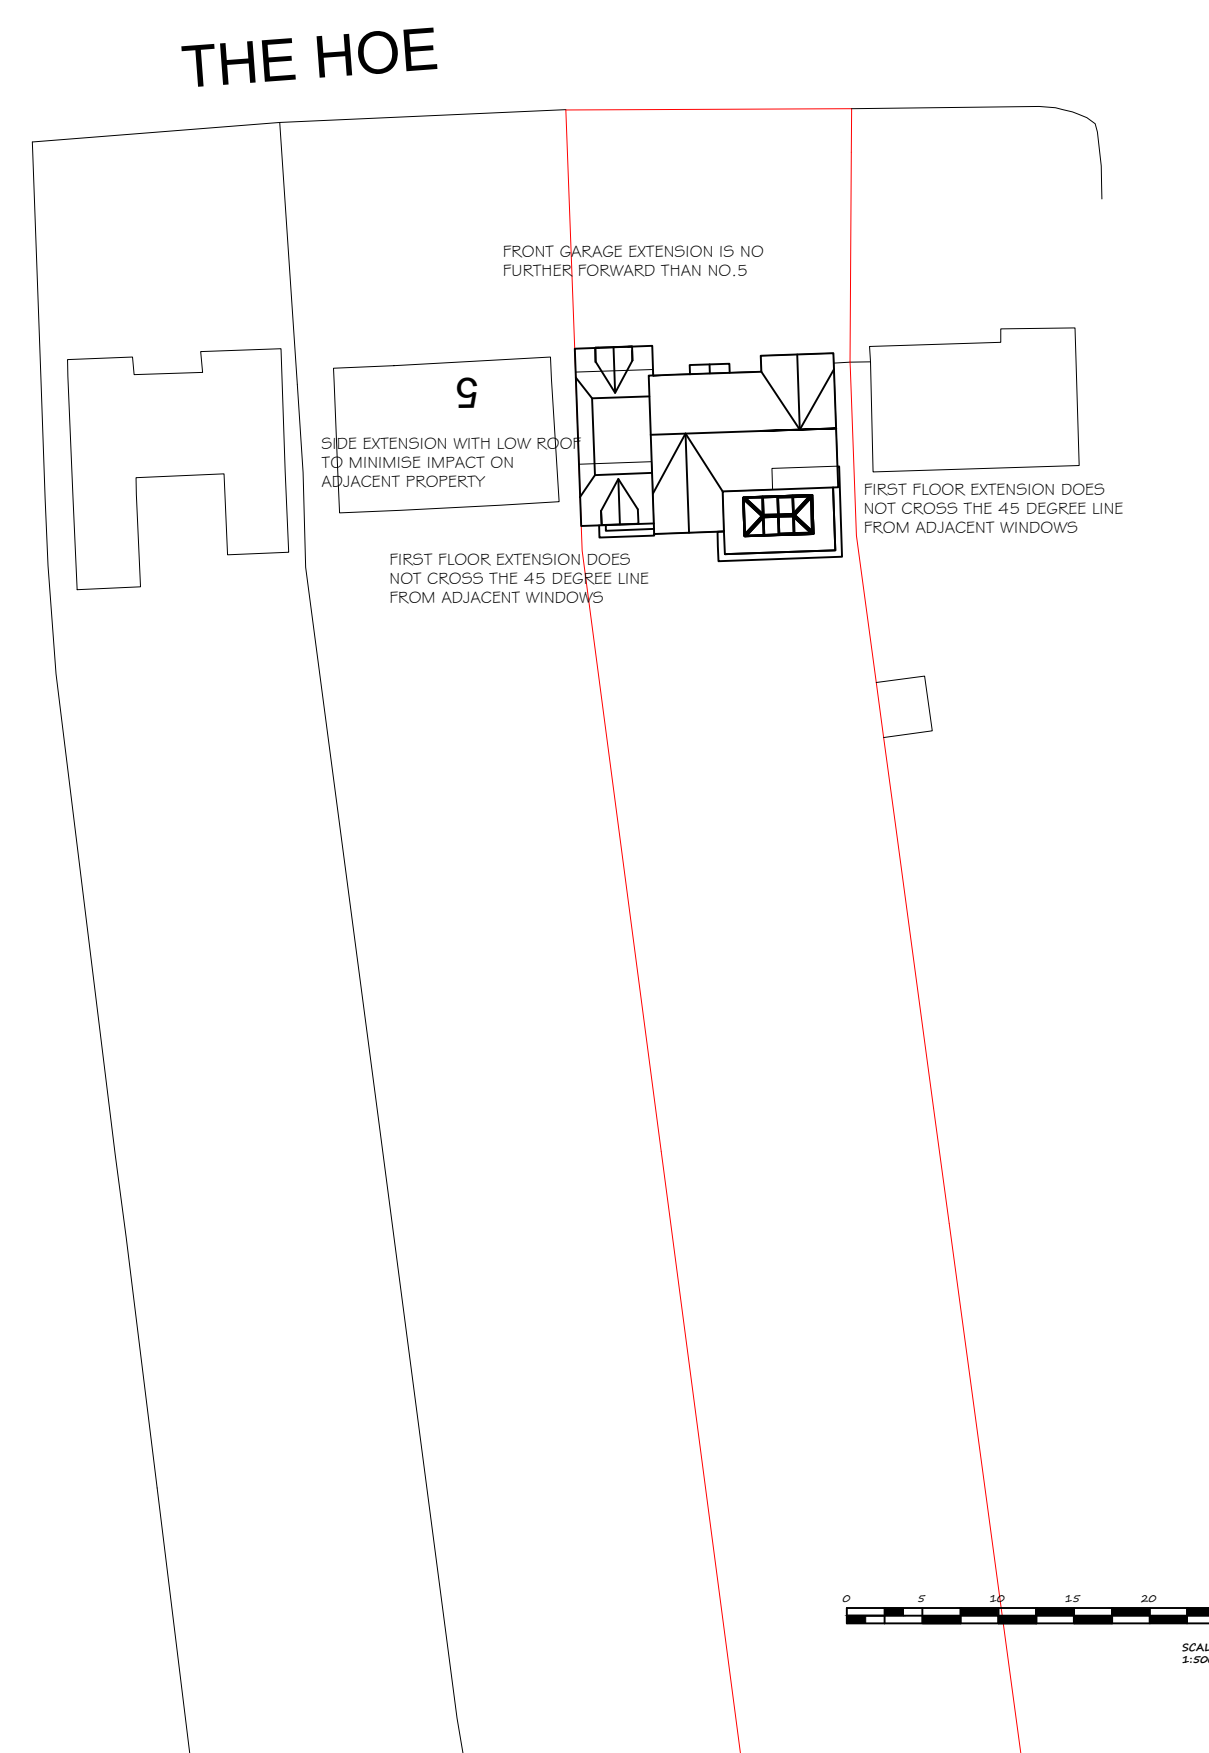 THE HOE
FRONT GARAGE EXTENSION IS NO
FURTHER FORWARD THAN NO.5
5
SIDE EXTENSION WITH LOW ROOF
TO MINIMISE IMPACT ON
ADJACENT PROPERTY
FIRST FLOOR EXTENSION DOES
NOT CROSS THE 45 DEGREE LINE
FROM ADJACENT WINDOWS
FIRST FLOOR EXTENSION DOES
NOT CROSS THE 45 DEGREE LINE
FROM ADJACENT WINDOWS
0 5 10 15 20